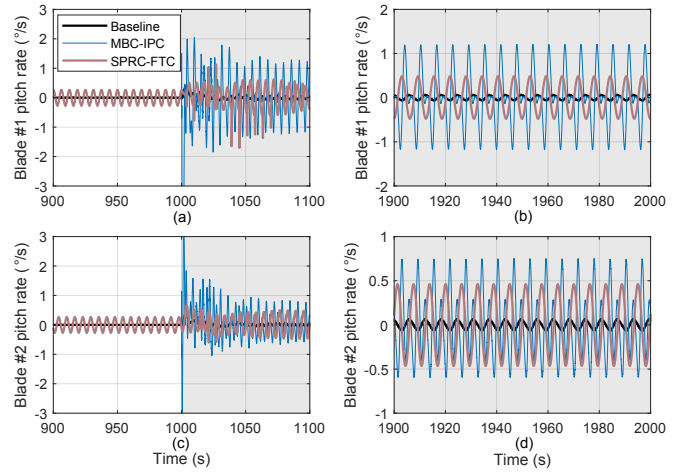 Baseline
MBC-IPC
SPRC-FTC
Blade #1 pitch rate ( °/s)
3
2
1
0
-1
-2
-3
900 950 1000 1050 1100
(a)
Blade #1 pitch rate ( °/s)
2
1
0
-1
-2
1900 1920 1940 1960 1980 2000
(b)
Blade #2 pitch rate ( °/s)
3
2
1
0
-1
-2
-3
900 950 1000 1050 1100
(c)
Time (s)
Blade #2 pitch rate ( °/s)
1
0.5
0
-0.5
-1
1900 1920 1940 1960 1980 2000
(d)
Time (s)